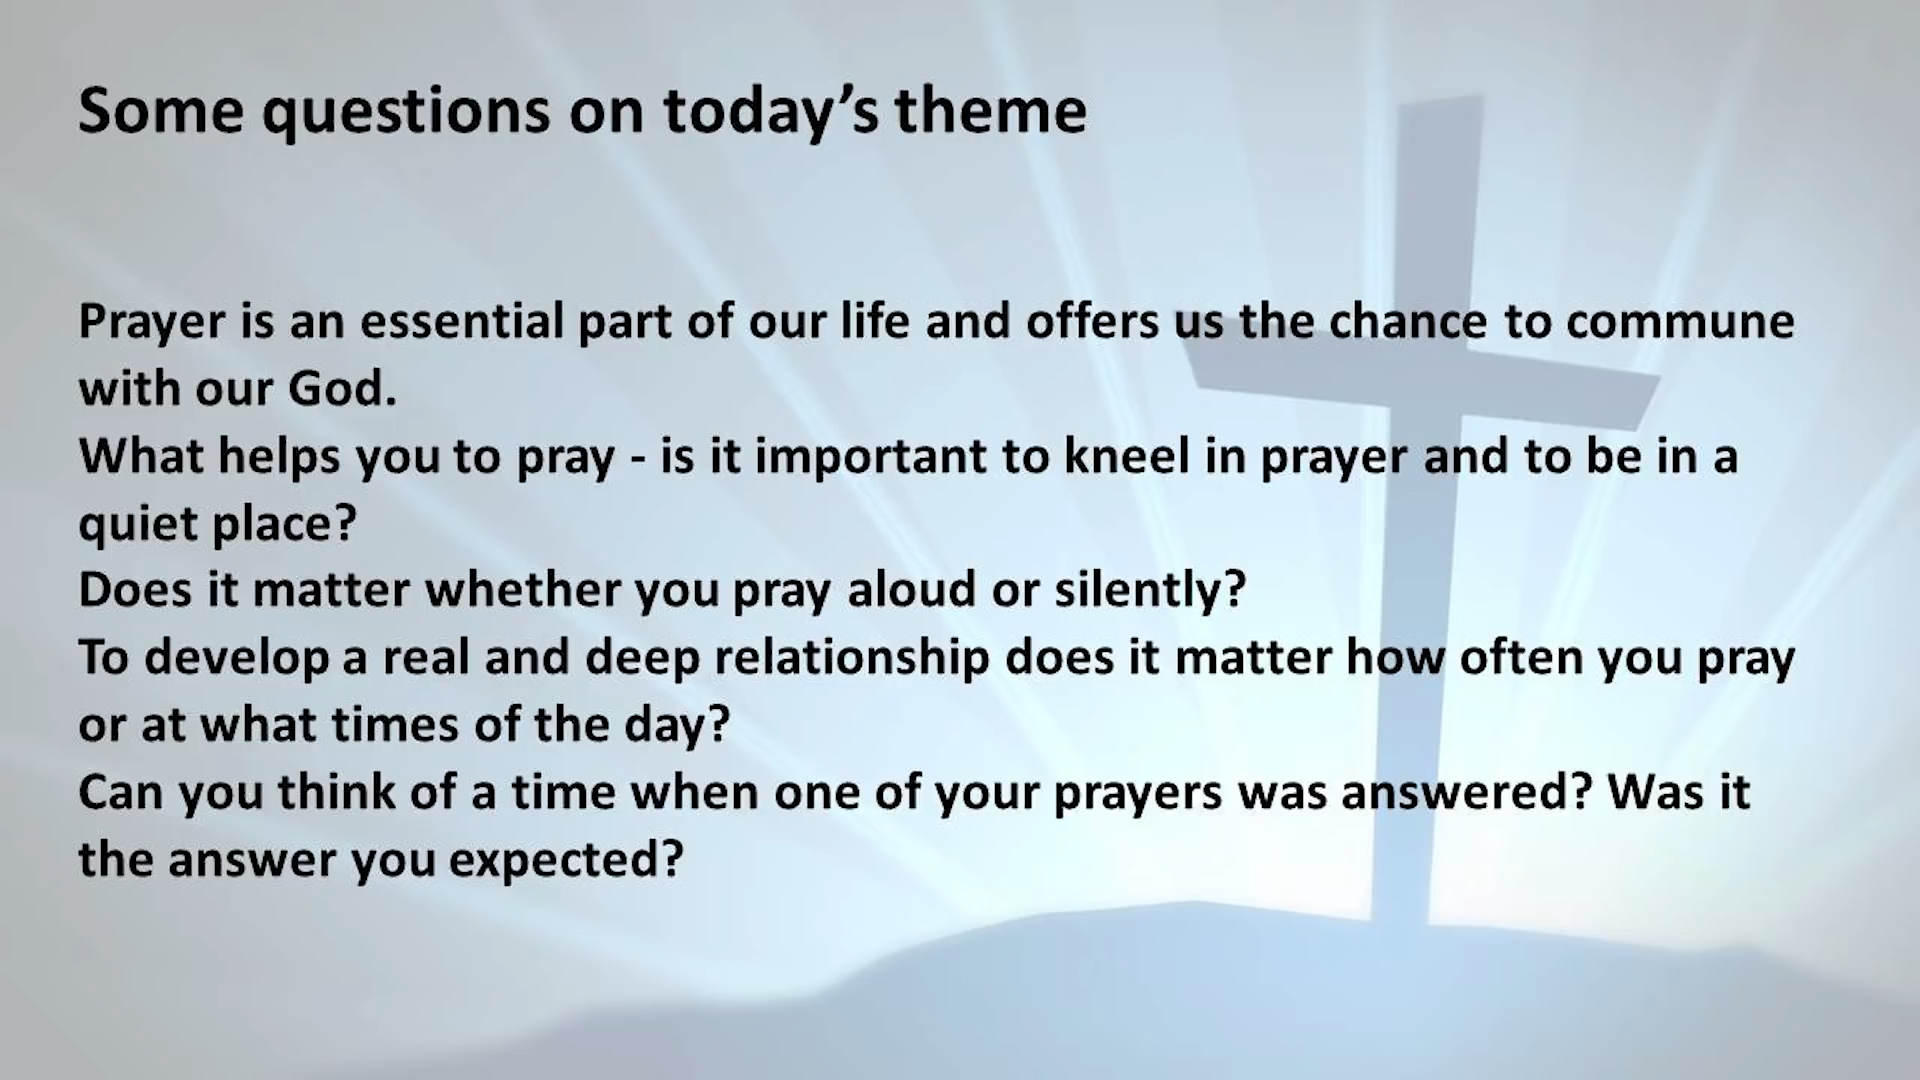 Some questions on today’s theme
Prayer is an essential part of our life and offers us the chance to commune
with our God.
What helps you to pray - is it important to kneel in prayer and to be in a
quiet place?
Does it matter whether you pray aloud or silently?
To develop a real and deep relationship does it matter how often you pray
or at what times of the day?
Can you think of a time when one of your prayers was answered? Was it
the answer you expected?